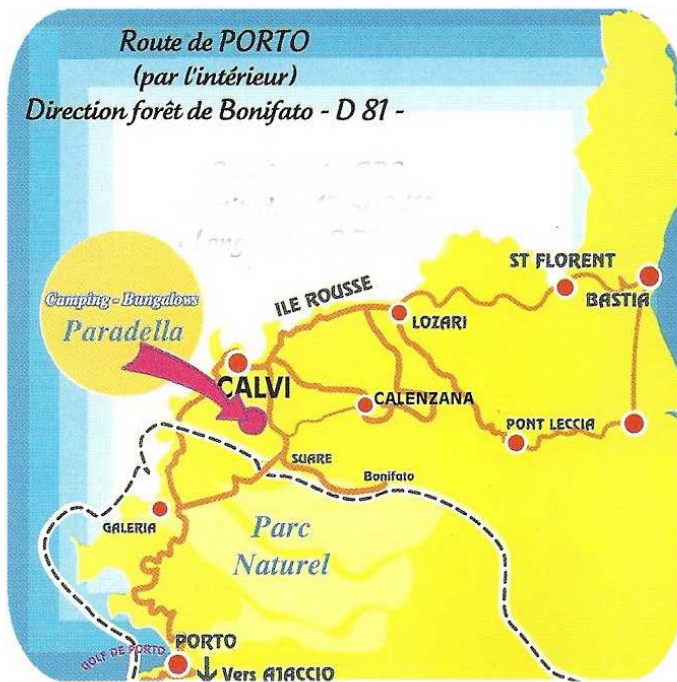 Route de PORTO
(par l'intérieur)
Direction forêt de Bonifato - D 81 -
Camping - Bungalows
Paradella
ILE ROUSSE
ST FLORENT
BASTIA
LOZARI
CALVI
CALENZANA
PONT LECCIA
SUARE
Bonifato
GALERIA
Parc
Naturel
GOLF DE PORTO
PORTO
Vers AJACCIO